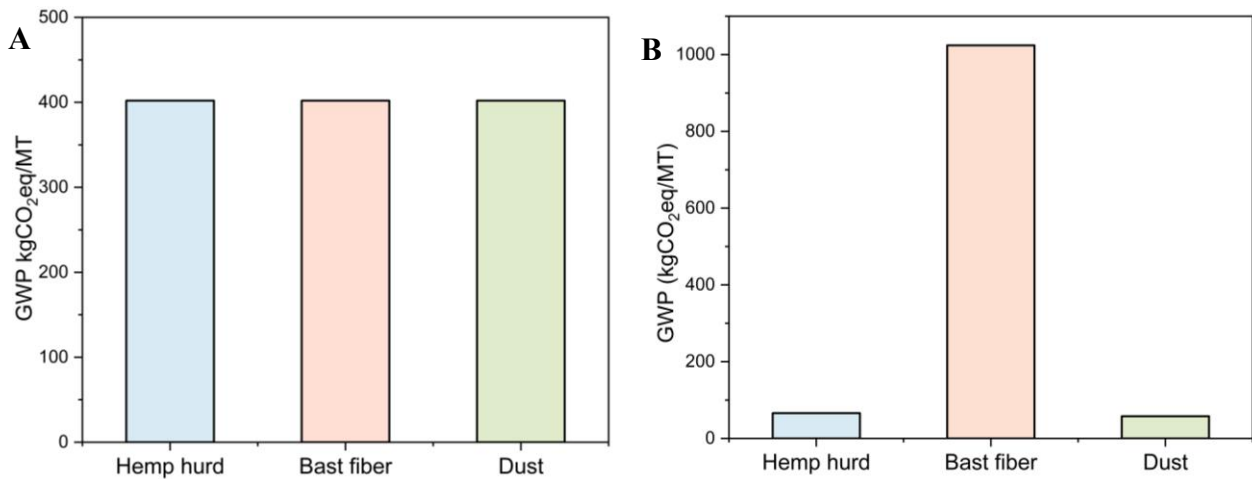 A
GWP kgCO₂eq/MT
500
400
300
200
100
0
Hemp hurd Bast fiber Dust
B
GWP (kgCO₂eq/MT)
1000
800
600
400
200
0
Hemp hurd Bast fiber Dust